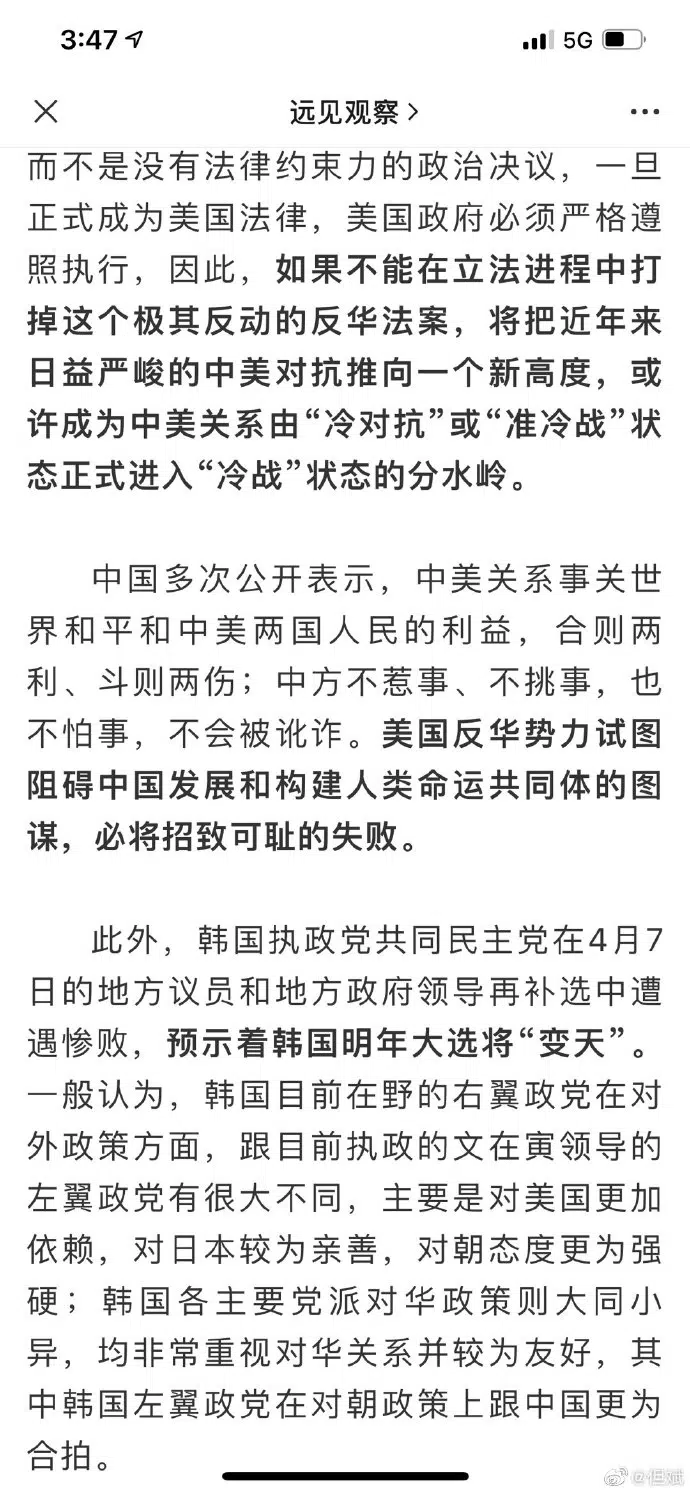 3:47
5G
远见观察
而不是没有法律约束力的政治决议，一旦
正式成为美国法律，美国政府必须严格遵
照执行，因此，如果不能在立法进程中打
掉这个极其反动的反华法案，将把近年来
日益严峻的中美对抗推向一个新高度，或
许成为中美关系由“冷对抗”或“准冷战”状
态正式进入“冷战”状态的分水岭。
中国多次公开表示，中美关系事关世
界和平和中美两国人民的利益，合则两
利、斗则两伤；中方不惹事、不挑事，也
不怕事，不会被讹诈。美国反华势力试图
阻碍中国发展和构建人类命运共同体的图
谋，必将招致可耻的失败。
此外，韩国执政党共同民主党在4月7
日的地方议员和地方政府领导再补选中遭
遇惨败，预示着韩国明年大选将“变天”。
一般认为，韩国目前在野的右翼政党在对
外政策方面，跟目前执政的文在寅领导的
左翼政党有很大不同，主要是对美国更加
依赖，对日本较为亲善，对朝态度更为强
硬；韩国各主要党派对华政策则大同小
异，均非常重视对华关系并较为友好，其
中韩国左翼政党在对朝政策上跟中国更为
合拍。
@但斌